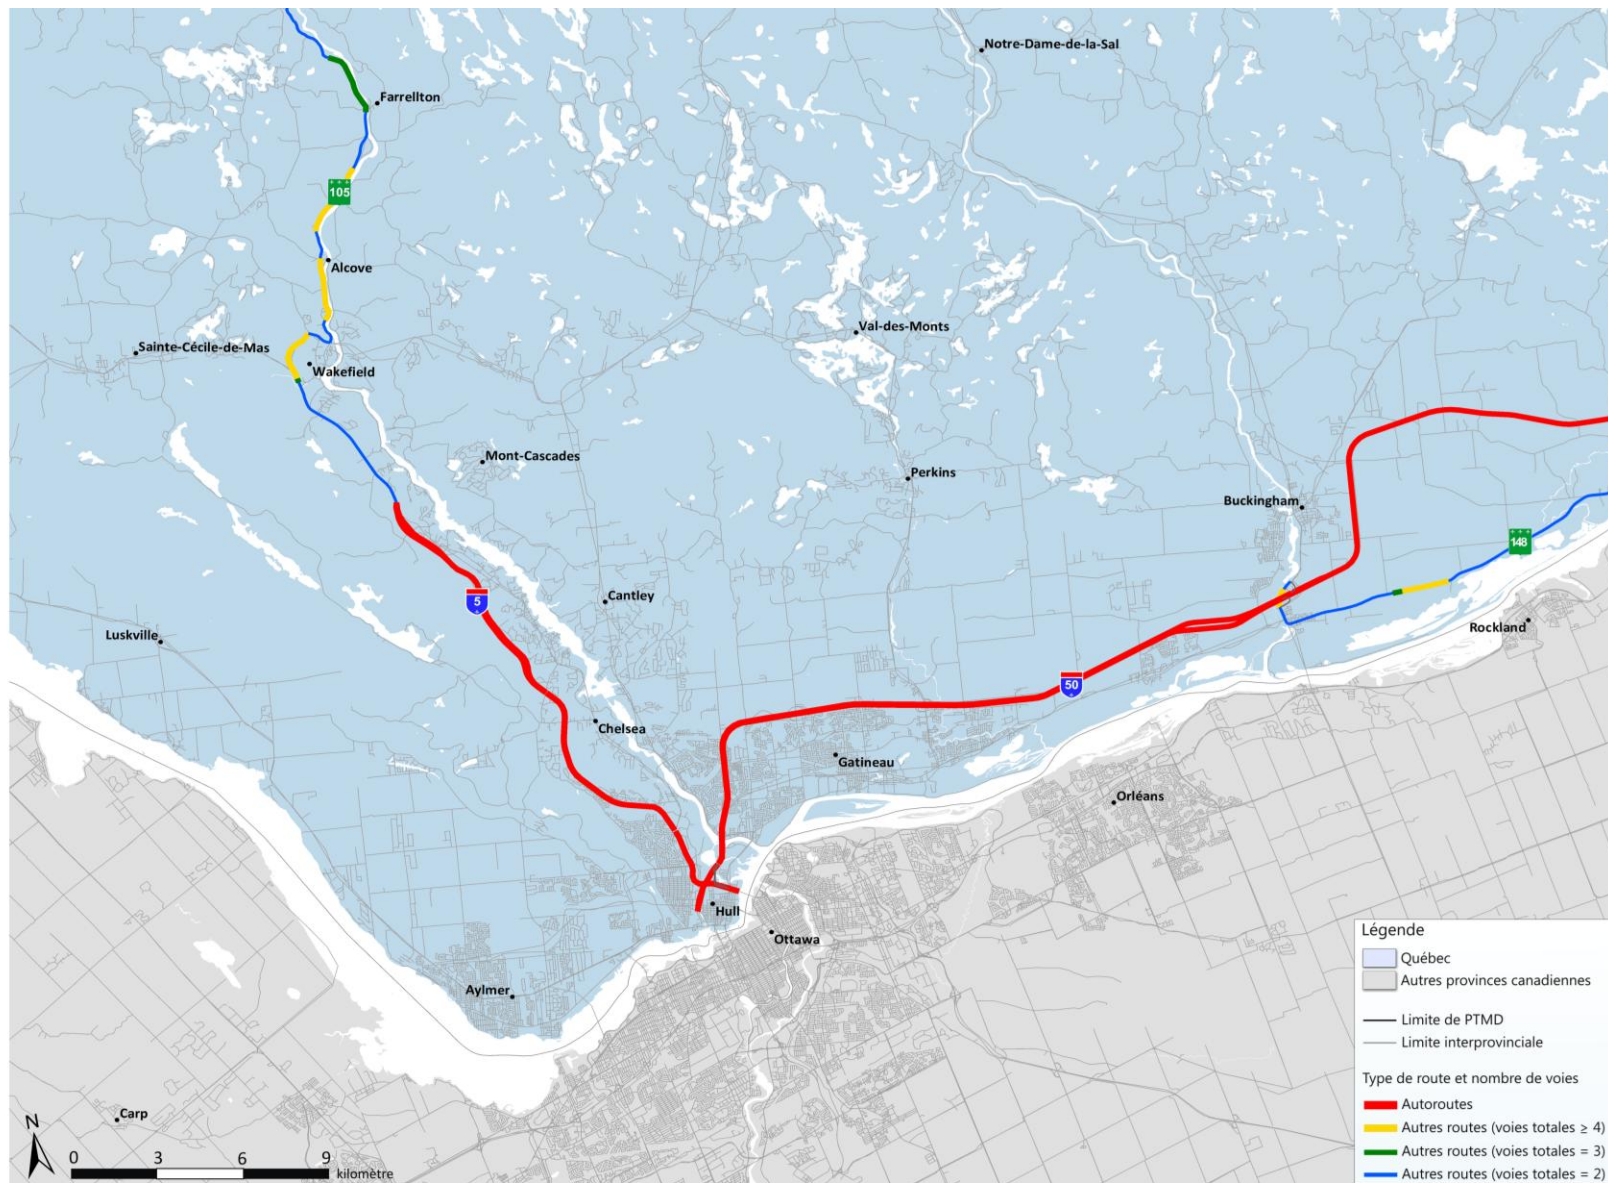 Notre-Dame-de-la-Sal
Farrellton
105
Alcove
Val-des-Monts
Sainte-Cécile-de-Mas
Wakefield
Mont-Cascades
Perkins
Buckingham
148
Cantley
5
Luskville
Rockland
50
Chelsea
Gatineau
Orléans
Hull
Ottawa
Aylmer
Carp
N
0 3 6 9
kilomètre
Légende
Québec
Autres provinces canadiennes
Limite de PTMD
Limite interprovinciale
Type de route et nombre de voies
Autoroutes
Autres routes (voies totales ≥ 4)
Autres routes (voies totales = 3)
Autres routes (voies totales = 2)